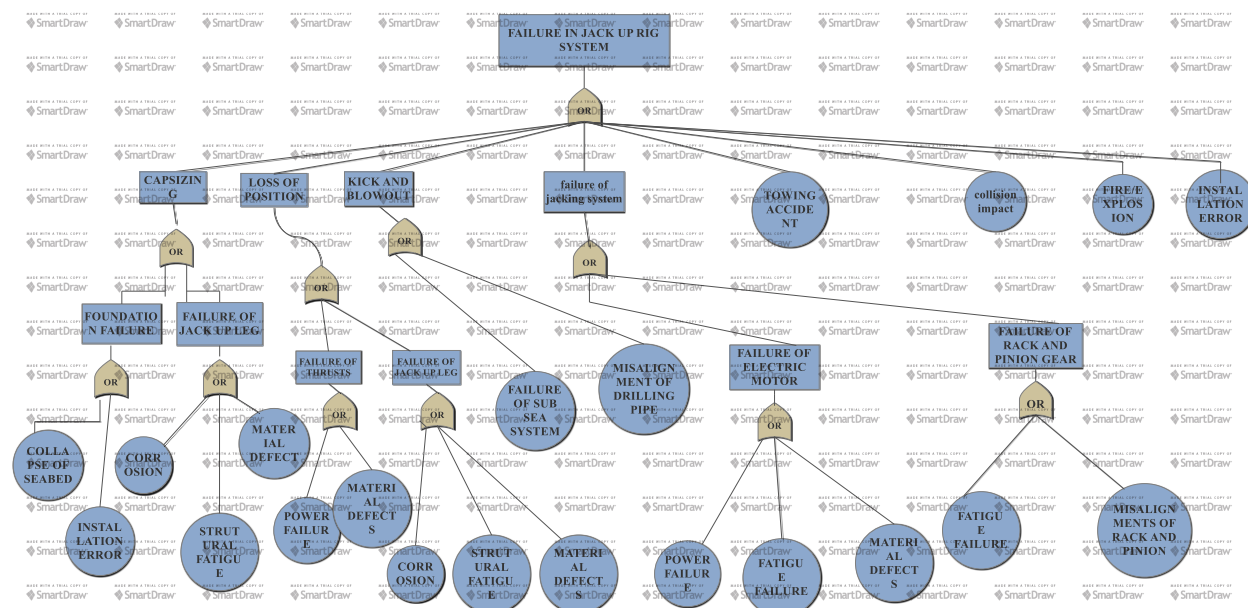 FAILURE IN JACK UP RIG
SYSTEM
OR
CAPSIZIN
G
LOSS OF
POSITION
KICK AND
BLOWOUT
failure of
jacking system
TOWING
ACCIDE
NT
collision
impact
FIRE/E
XPLOS
ION
INSTAL
LATION
ERROR
OR
OR
OR
OR
FOUNDATIO
N FAILURE
FAILURE OF
JACK UP LEG
FAILURE OF
THRUSTS
FAILURE OF
JACK UP LEG
FAILURE
OF SUB
SEA
SYSTEM
MISALIGN
MENT OF
DRILLING
PIPE
FAILURE OF
ELECTRIC
MOTOR
FAILURE OF
RACK AND
PINION GEAR
OR
OR
OR
OR
OR
OR
COLLA
PSE OF
SEABED
INSTAL
LATION
ERROR
CORR
OSION
STRUT
URAL
FATIGU
E
MATER
IAL
DEFECT
POWER
FAILUR
E
MATERI
AL
DEFECT
S
CORR
OSION
STRUT
URAL
FATIGU
E
MATERI
AL
DEFECT
S
POWER
FAILUR
E
FATIGU
E
FAILURE
MATERI
AL
DEFECT
S
FATIGU
E
FAILURE
MISALIGN
MENTS OF
RACK AND
PINION
MADE WITH A TRIAL COPY OF
SmartDraw